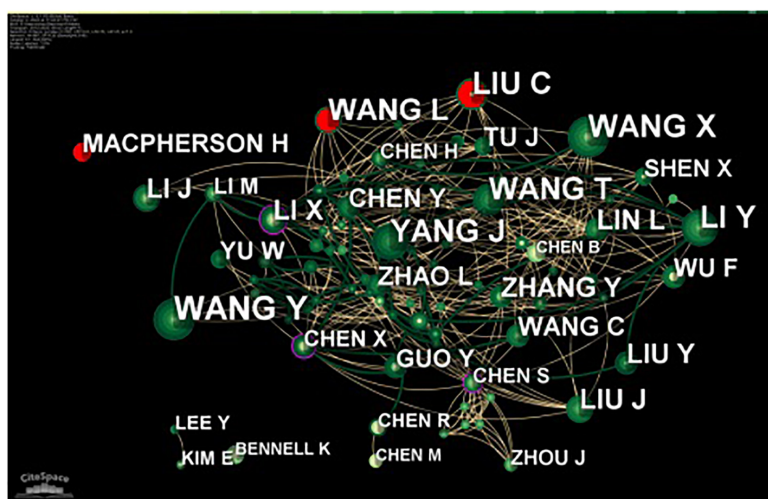 LIU C
WANG L
WANG X
MACPHERSON H
TU J
CHEN H
SHEN X
LI J
LI M
WANG T
CHEN Y
LI X
LIN L
LI Y
YANG J
CHEN B
YU W
WU F
ZHAO L
ZHANG Y
WANG Y
WANG C
CHEN X
GUO Y
LIU Y
CHEN S
LIU J
LEE Y
CHEN R
BENNELL K
KIM E
CHEN M
ZHOU J
CiteSpace